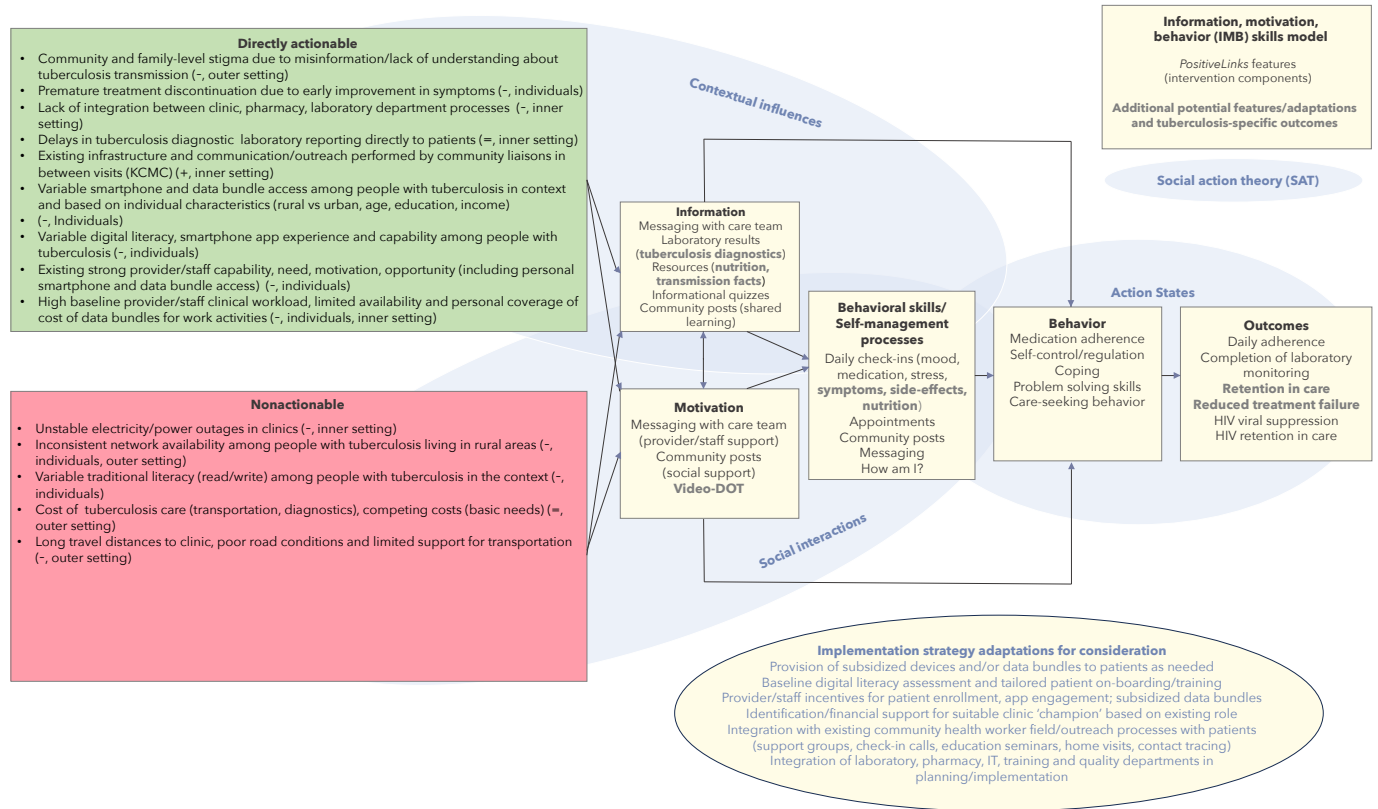 Directly actionable
• Community and family-level stigma due to misinformation/lack of understanding about
tuberculosis transmission (-, outer setting)
• Premature treatment discontinuation due to early improvement in symptoms (-, individuals)
• Lack of integration between clinic, pharmacy, laboratory department processes (-, inner
setting)
• Delays in tuberculosis diagnostic laboratory reporting directly to patients (=, inner setting)
• Existing infrastructure and communication/outreach performed by community liaisons in
between visits (KCMC) (+, inner setting)
• Variable smartphone and data bundle access among people with tuberculosis in context
and based on individual characteristics (rural vs urban, age, education, income)
• (-, Individuals)
• Variable digital literacy, smartphone app experience and capability among people with
tuberculosis (-, individuals)
• Existing strong provider/staff capability, need, motivation, opportunity (including personal
smartphone and data bundle access) (-, individuals)
• High baseline provider/staff clinical workload, limited availability and personal coverage of
cost of data bundles for work activities (-, individuals, inner setting)
Nonactionable
• Unstable electricity/power outages in clinics (-, inner setting)
• Inconsistent network availability among people with tuberculosis living in rural areas (-,
individuals, outer setting)
• Variable traditional literacy (read/write) among people with tuberculosis in the context (-,
individuals)
• Cost of tuberculosis care (transportation, diagnostics), competing costs (basic needs) (=,
outer setting)
• Long travel distances to clinic, poor road conditions and limited support for transportation
(-, outer setting)
Contextual influences
Information
Messaging with care team
Laboratory results
(tuberculosis diagnostics)
Resources (nutrition,
transmission facts)
Informational quizzes
Community posts (shared
learning)
Motivation
Messaging with care team
(provider/staff support)
Community posts
(social support)
Video-DOT
Social interactions
Behavioral skills/
Self-management
processes
Daily check-ins (mood,
medication, stress,
symptoms, side-effects,
nutrition)
Appointments
Community posts
Messaging
How am I?
Action States
Behavior
Medication adherence
Self-control/regulation
Coping
Problem solving skills
Care-seeking behavior
Outcomes
Daily adherence
Completion of laboratory
monitoring
Retention in care
Reduced treatment failure
HIV viral suppression
HIV retention in care
Information, motivation,
behavior (IMB) skills model
PositiveLinks features
(intervention components)
Additional potential features/adaptations
and tuberculosis-specific outcomes
Social action theory (SAT)
Implementation strategy adaptations for consideration
Provision of subsidized devices and/or data bundles to patients as needed
Baseline digital literacy assessment and tailored patient on-boarding/training
Provider/staff incentives for patient enrollment, app engagement; subsidized data bundles
Identification/financial support for suitable clinic ‘champion’ based on existing role
Integration with existing community health worker field/outreach processes with patients
(support groups, check-in calls, education seminars, home visits, contact tracing)
Integration of laboratory, pharmacy, IT, training and quality departments in
planning/implementation